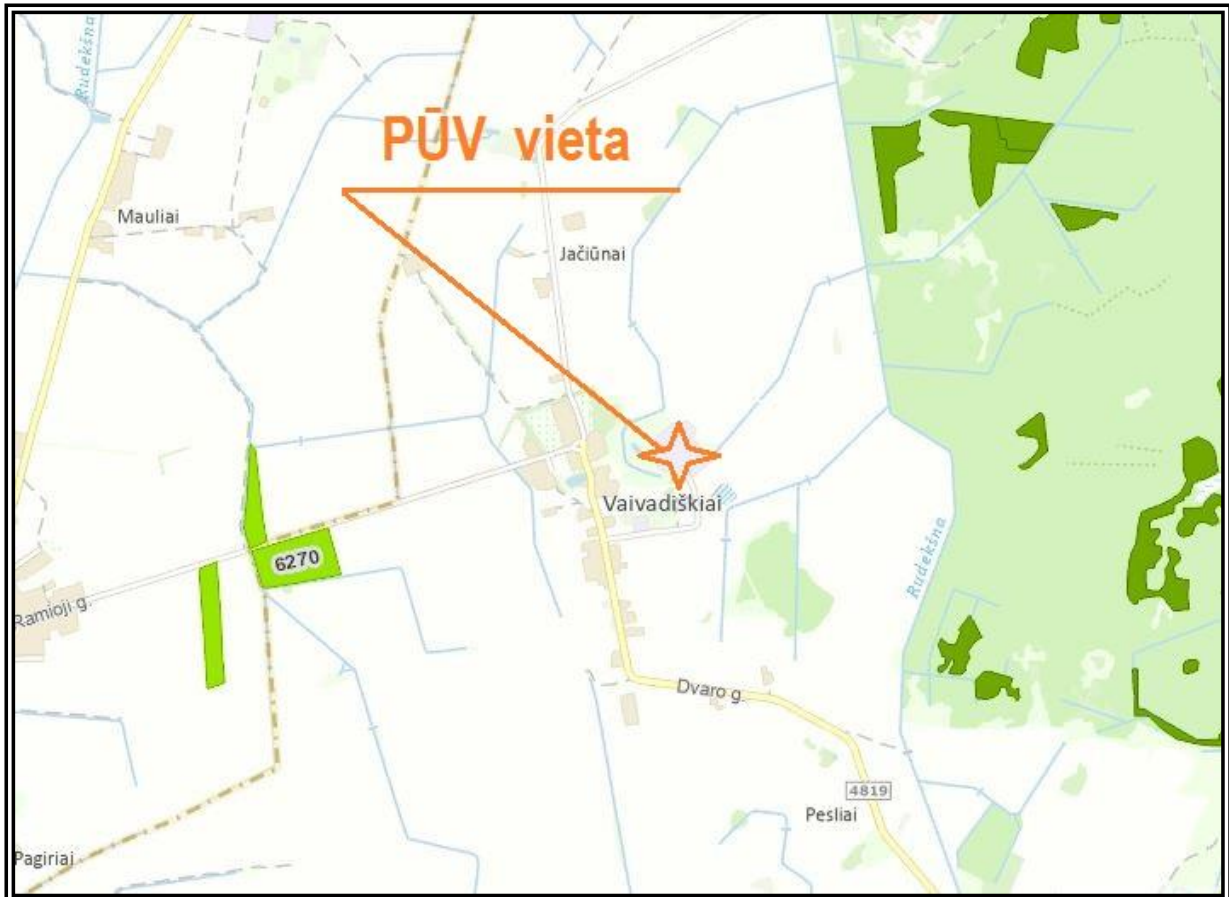 Rudekšna
PŪV vieta
Mauliai
Jačiūnai
Vaivadiškiai
6270
Ramioji g.
Rudekšna
Dvaro g.
4819
Pesliai
Pagiriai